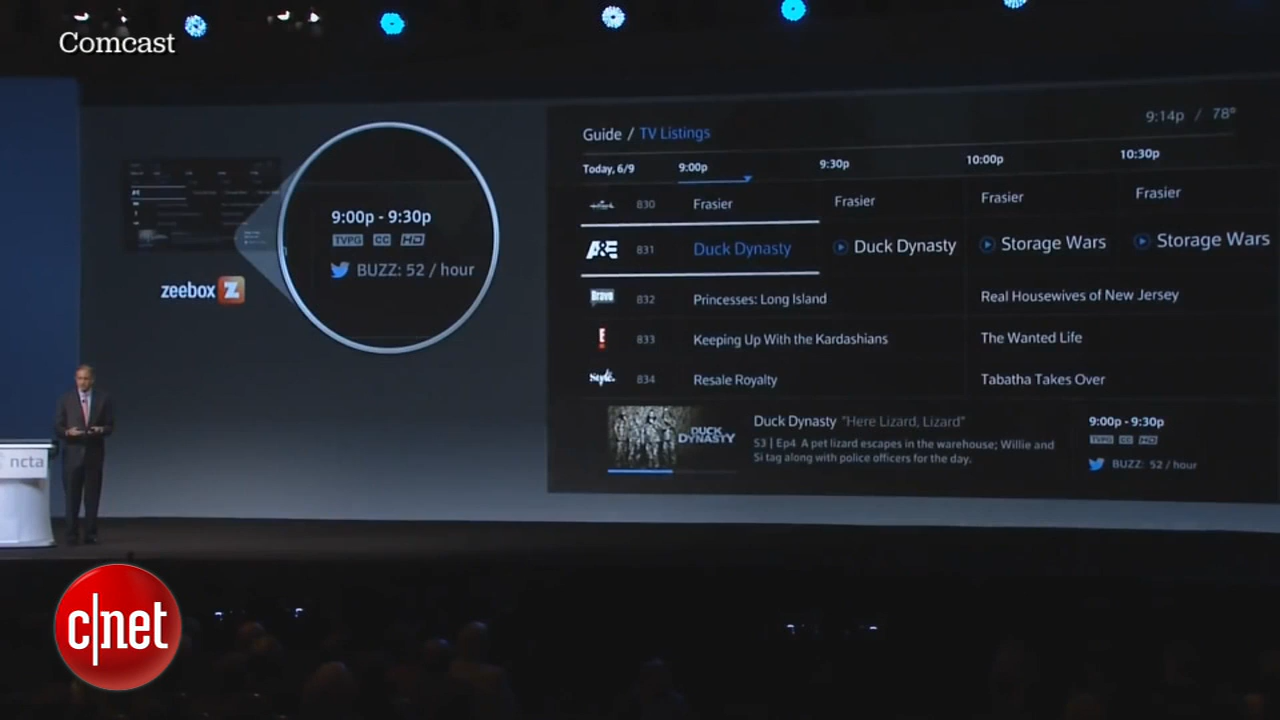 Comcast
9:14p / 78°
Guide / TV Listings
Today, 6/9 9:00p 9:30p 10:00p 10:30p
830 Frasier Frasier Frasier Frasier
A&E 831 Duck Dynasty Duck Dynasty Storage Wars Storage Wars
Bravo 832 Princesses: Long Island Real Housewives of New Jersey
E! 833 Keeping Up With the Kardashians The Wanted Life
Style. 834 Resale Royalty Tabatha Takes Over
DUCK DYNASTY
Duck Dynasty "Here Lizard, Lizard"
S3 | Ep4 A pet lizard escapes in the warehouse; Willie and
Si tag along with police officers for the day.
9:00p - 9:30p
TVPG CC HD
BUZZ: 52 / hour
9:00p - 9:30p
TVPG CC HD
BUZZ: 52 / hour
zeebox Z
ncta
c|net